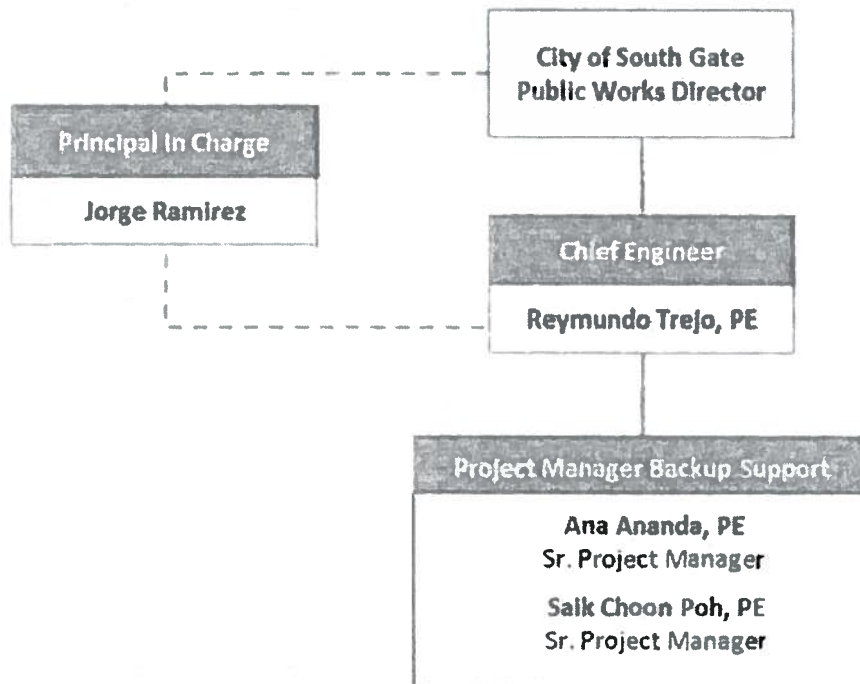 City of South Gate
Public Works Director
Principal In Charge
Jorge Ramirez
Chief Engineer
Reymundo Trejo, PE
Project Manager Backup Support
Ana Ananda, PE
Sr. Project Manager
Saik Choon Poh, PE
Sr. Project Manager